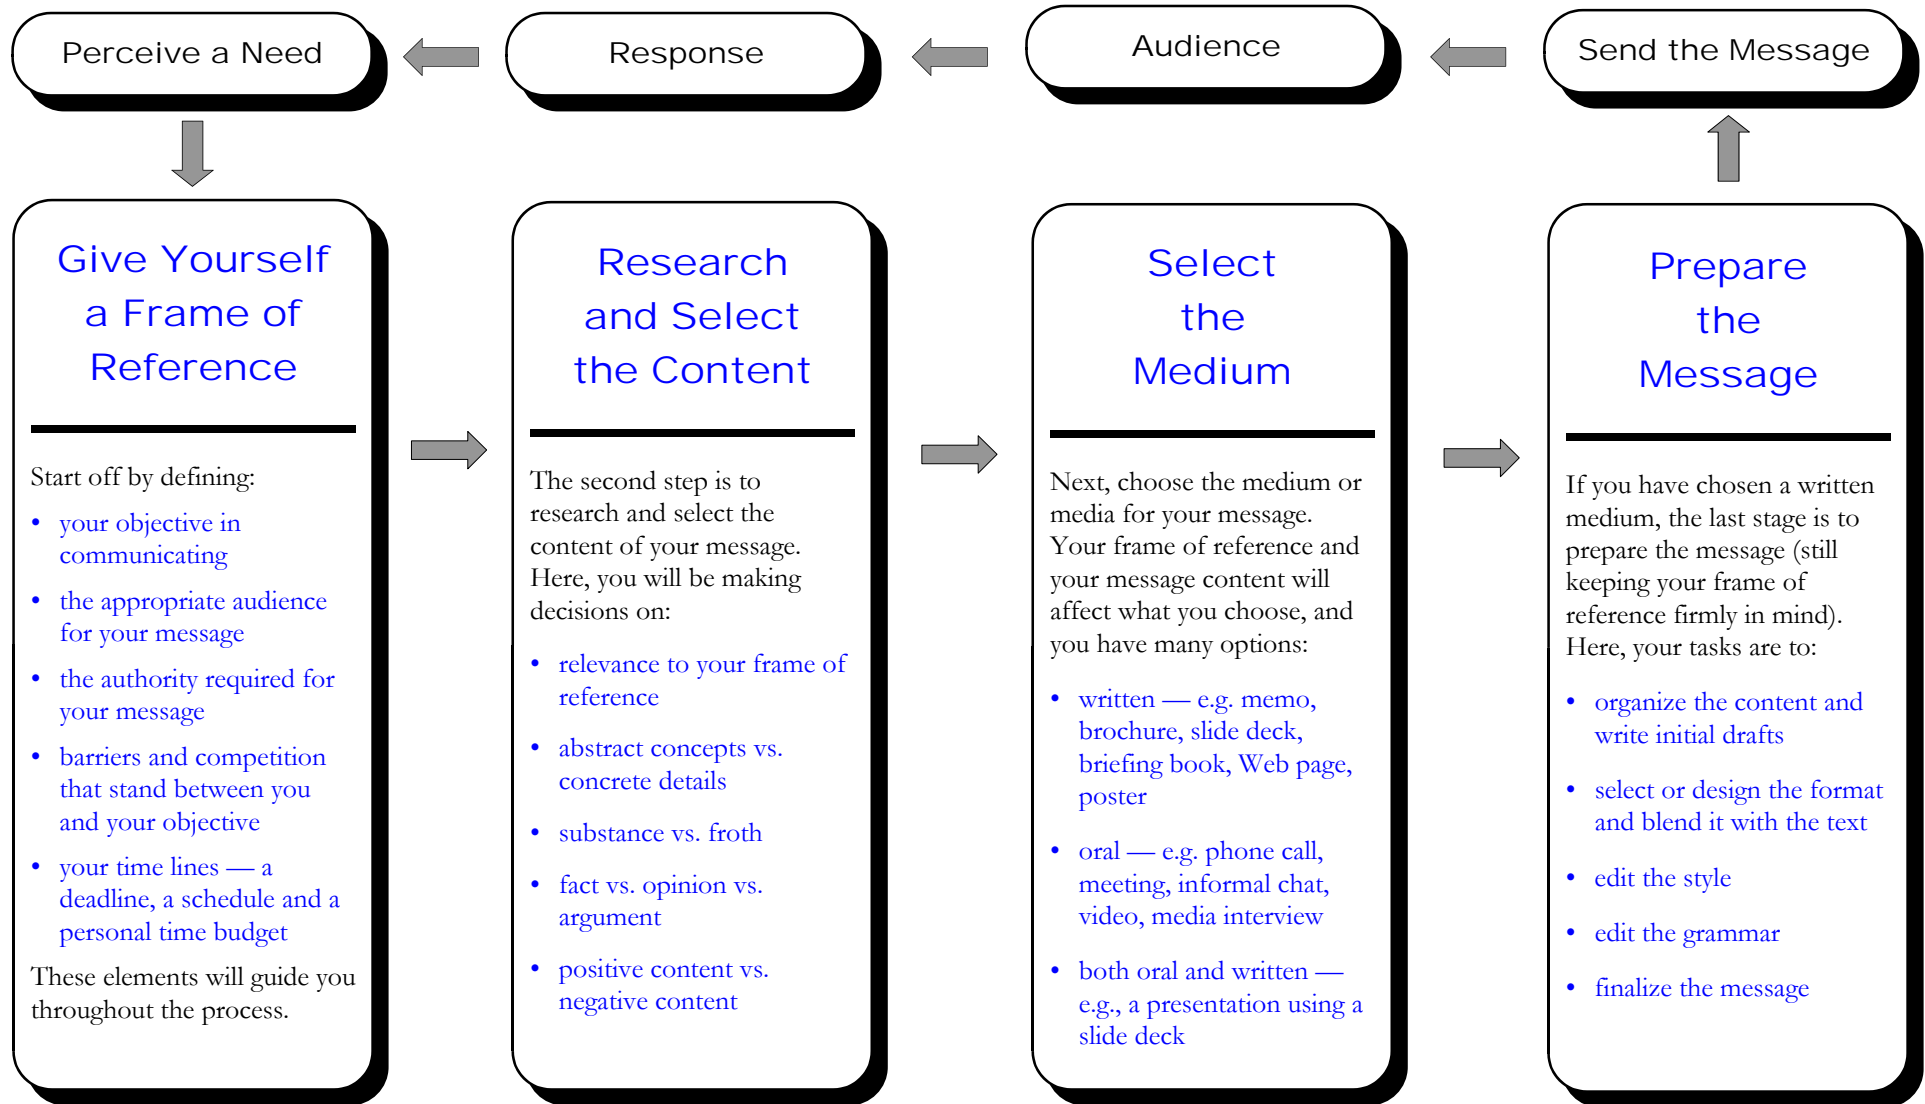 Perceive a Need
Response
Audience
Send the Message
Give Yourself
a Frame of
Reference
Start off by defining:
• your objective in
communicating
• the appropriate audience
for your message
• the authority required for
your message
• barriers and competition
that stand between you
and your objective
• your time lines — a
deadline, a schedule and a
personal time budget
These elements will guide you
throughout the process.
Research
and Select
the Content
The second step is to
research and select the
content of your message.
Here, you will be making
decisions on:
• relevance to your frame of
reference
• abstract concepts vs.
concrete details
• substance vs. froth
• fact vs. opinion vs.
argument
• positive content vs.
negative content
Select
the
Medium
Next, choose the medium or
media for your message.
Your frame of reference and
your message content will
affect what you choose, and
you have many options:
• written — e.g. memo,
brochure, slide deck,
briefing book, Web page,
poster
• oral — e.g. phone call,
meeting, informal chat,
video, media interview
• both oral and written —
e.g., a presentation using a
slide deck
Prepare
the
Message
If you have chosen a written
medium, the last stage is to
prepare the message (still
keeping your frame of
reference firmly in mind).
Here, your tasks are to:
• organize the content and
write initial drafts
• select or design the format
and blend it with the text
• edit the style
• edit the grammar
• finalize the message